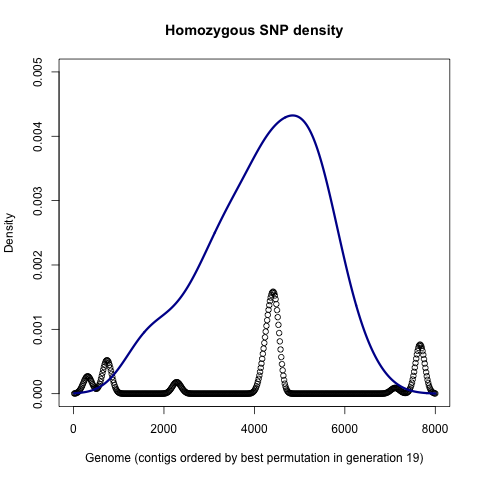 Homozygous SNP density
Density
0.005
0.004
0.003
0.002
0.001
0.000
0 2000 4000 6000 8000
Genome (contigs ordered by best permutation in generation 19)